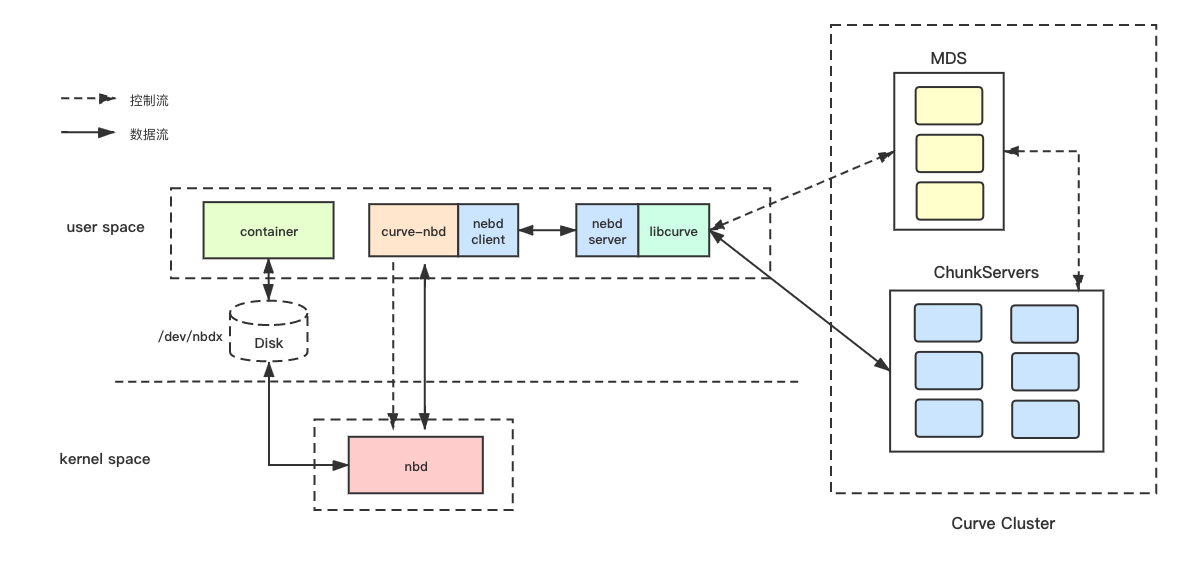 MDS
控制流
数据流
user space
container
curve-nbd
nebd
client
nebd
server
libcurve
ChunkServers
/dev/nbdx
Disk
kernel space
nbd
Curve Cluster